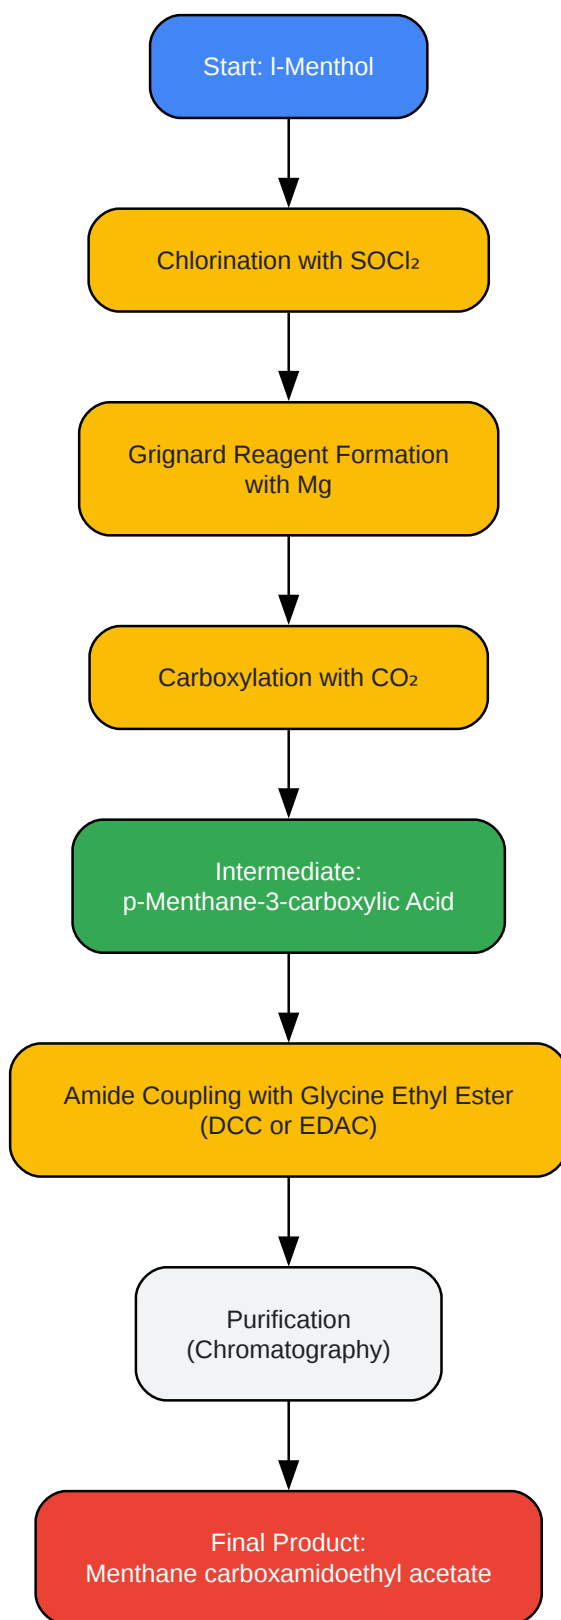 Start: l-Menthol
Chlorination with SOCl₂
Grignard Reagent Formation
with Mg
Carboxylation with CO₂
Intermediate:
p-Menthane-3-carboxylic Acid
Amide Coupling with Glycine Ethyl Ester
(DCC or EDAC)
Purification
(Chromatography)
Final Product:
Menthane carboxamidoethyl acetate